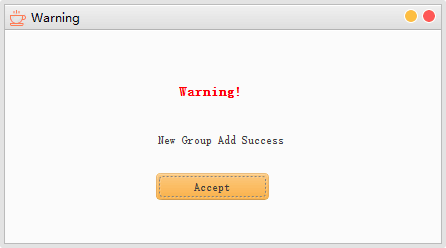 Warning
Warning!
New Group Add Success
Accept